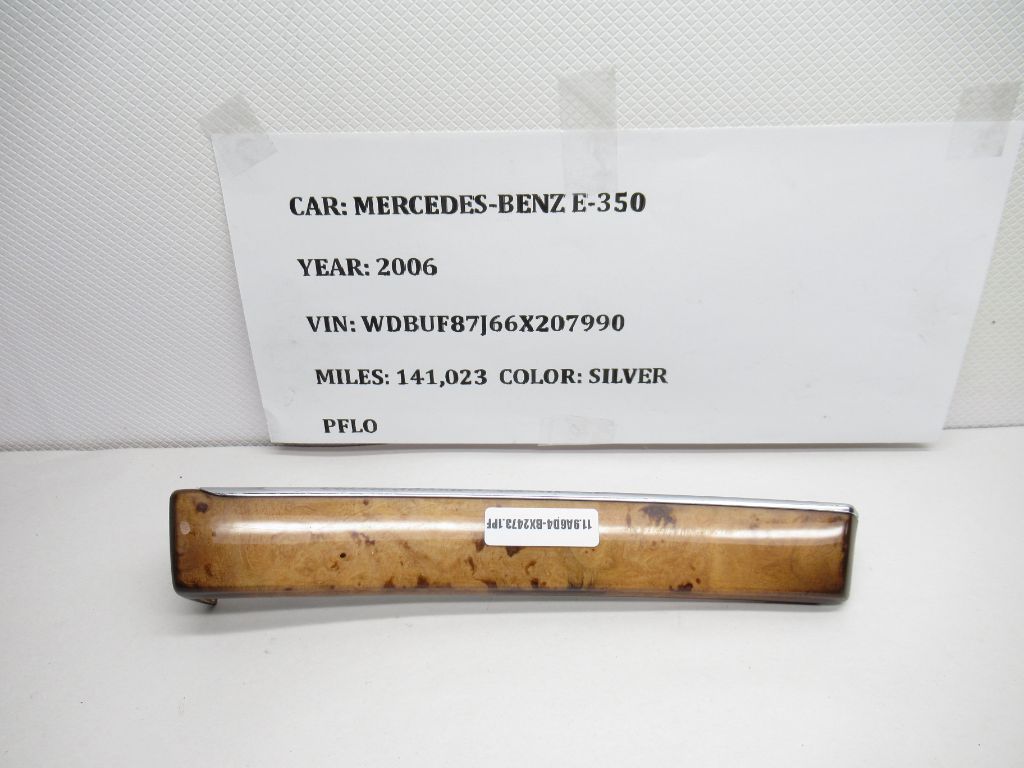 CAR: MERCEDES-BENZ E-350
YEAR: 2006
VIN: WDBUF87J66X207990
MILES: 141,023 COLOR: SILVER
PFLO
11.9A6D4-BX2473.1PF